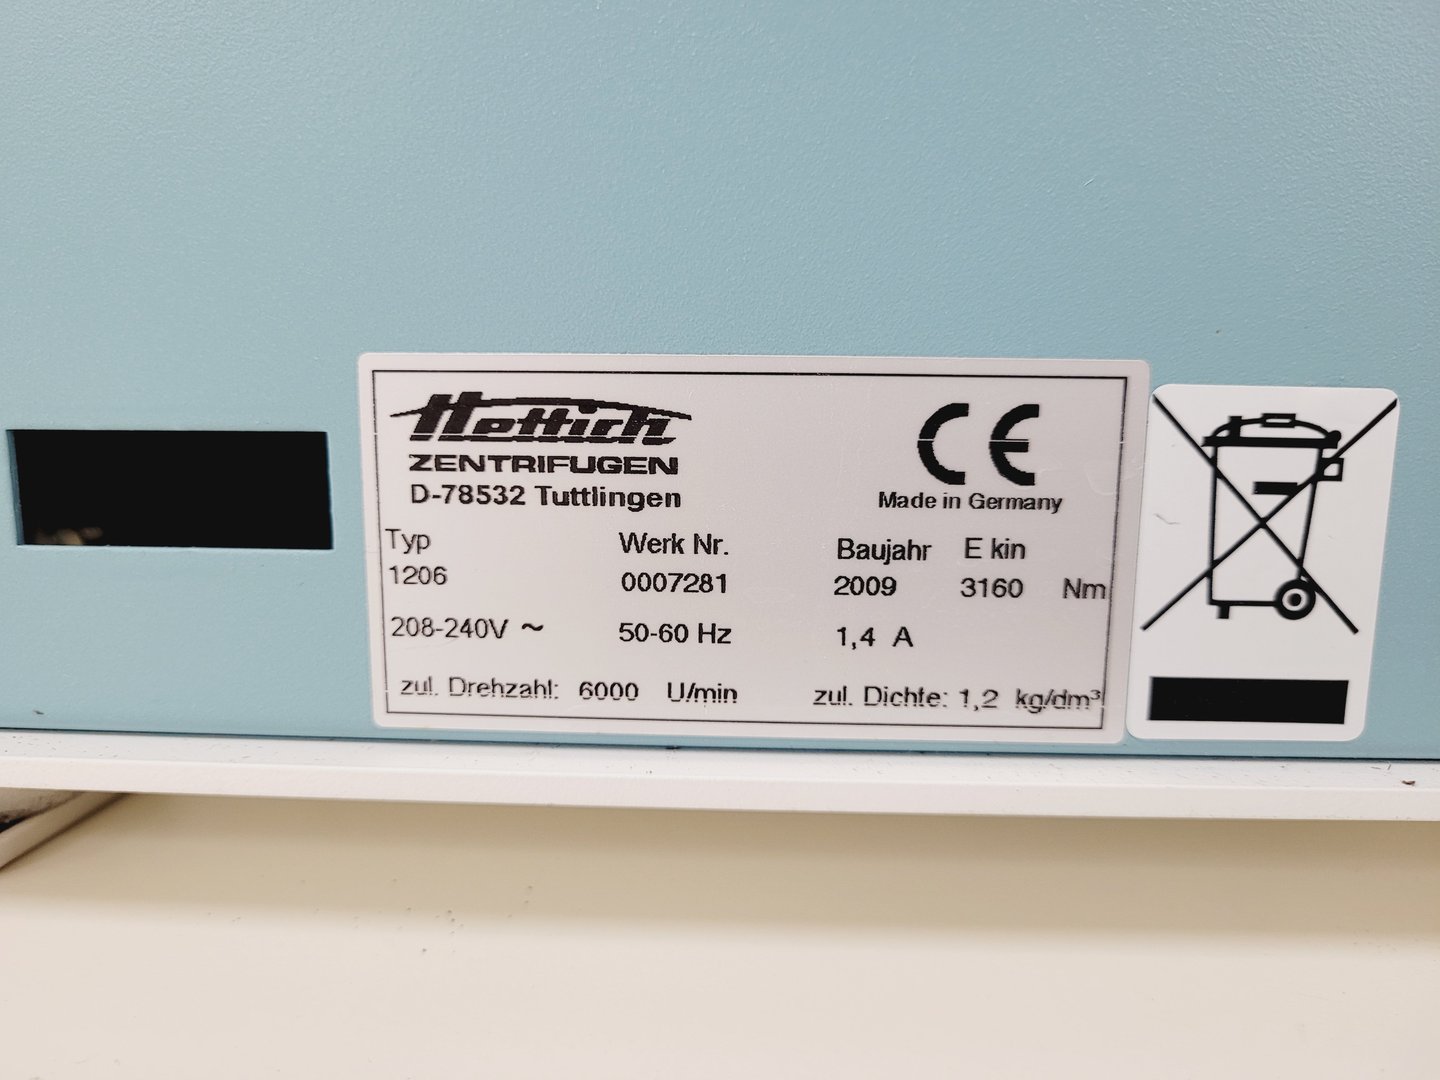 Hettich
ZENTRIFUGEN
D-78532 Tuttlingen
CE
Made in Germany
Typ Werk Nr. Baujahr E kin
1206 0007281 2009 3160 Nm
208-240V ~ 50-60 Hz 1,4 A
zul. Drehzahl: 6000 U/min zul. Dichte: 1,2 kg/dm³